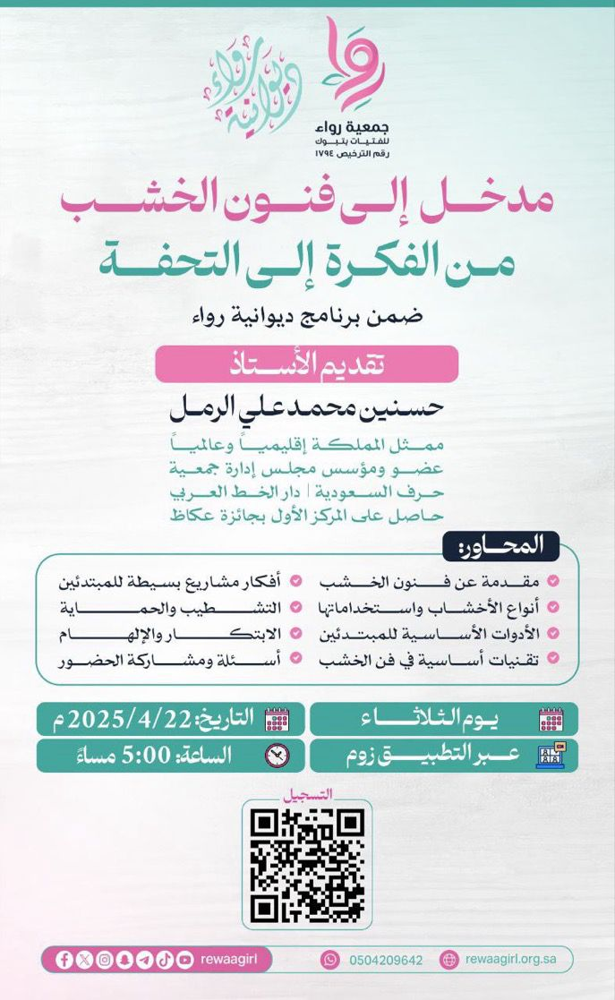 ديوانية رواء
رواء
جمعية رواء
للفتيات بتبوك
رقم الترخيص ١٧٩٤
مدخل إلى فنون الخشب
من الفكرة إلى التحفة
ضمن برنامج ديوانية رواء
تقديم الأستاذ
حسنين محمد علي الرمل
ممثل المملكة إقليمياً وعالمياً
عضو ومؤسس مجلس إدارة جمعية
حرف السعودية | دار الخط العربي
حاصل على المركز الأول بجائزة عكاظ
المحاور:
مقدمة عن فنون الخشب
أنواع الأخشاب واستخداماتها
الأدوات الأساسية للمبتدئين
تقنيات أساسية في فن الخشب
أفكار مشاريع بسيطة للمبتدئين
التشطيب والحماية
الابتكار والإلهام
أسئلة ومشاركة الحضور
يوم الثلاثاء
التاريخ: 2025/4/22 م
عبر التطبيق زوم
الساعة: 5:00 مساءً
التسجيل
rewaagirl
0504209642
rewaagirl.org.sa